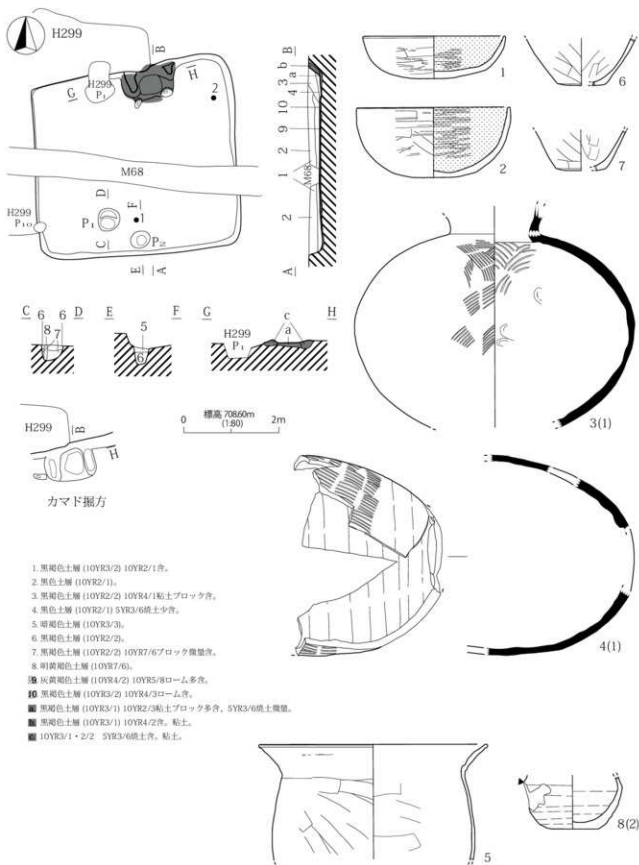 H299
B
H
H299
P1
G
2
M68
D
F
P1
1
H299
P10
C
P2
E
A
B
b
a
3
4
10
9
2
1
M68
2
A
1
2
6
7
3(1)
4(1)
5
8(2)
C
6
6
D
8
7
E
5
F
6
G
c
H
H299
P1
a
H299
B
H
カマド掘方
標高 708.60m
0
(1:80)
2m
1. 黒褐色土層 (10YR3/2) 10YR2/1含。
2. 黒色土層 (10YR2/1)。
3. 黒褐色土層 (10YR2/2) 10YR4/1粘土ブロック含。
4. 黒色土層 (10YR2/1) 5YR3/6焼土少含。
5. 暗褐色土層 (10YR3/3)。
6. 黒褐色土層 (10YR2/2)。
7. 黒褐色土層 (10YR2/2) 10YR7/6ブロック微量含。
8. 明黄褐色土層 (10YR7/6)。
9. 灰黄褐色土層 (10YR4/2) 10YR5/8ローム多含。
10. 黒褐色土層 (10YR3/2) 10YR4/3ローム含。
a. 黒褐色土層 (10YR3/1) 10YR2/3粘土ブロック多含、5YR3/6焼土微量。
b. 黒褐色土層 (10YR3/1) 10YR4/2含。粘土。
c. 10YR3/1・2/2 5YR3/6焼土含。粘土。